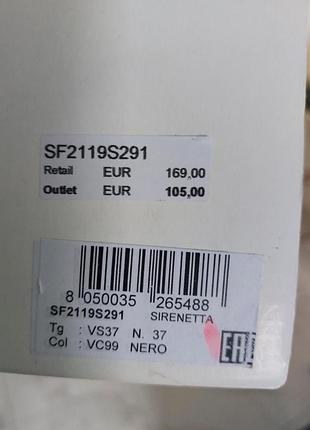 SF2119S291
Retail EUR 169,00
Outlet EUR 105,00
8 050035 265488
SF2119S291 SIRENETTA
Tg : VS37 N. 37
Col : VC99 NERO
EAC